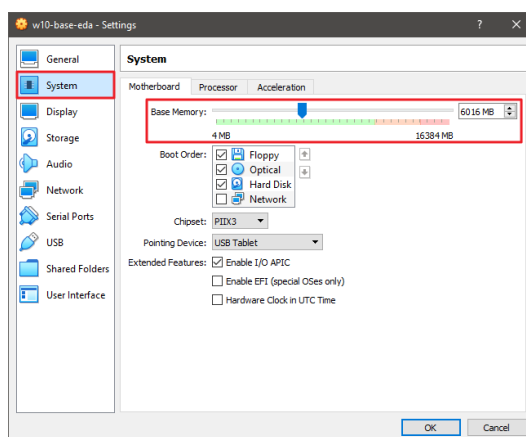 w10-base-eda - Settings ? ×
General
System
Display
Storage
Audio
Network
Serial Ports
USB
Shared Folders
User Interface
System
Motherboard Processor Acceleration
Base Memory: 6016 MB
4 MB 16384 MB
Boot Order: Floppy
Optical
Hard Disk
Network
Chipset: PIIX3
Pointing Device: USB Tablet
Extended Features: Enable I/O APIC
Enable EFI (special OSes only)
Hardware Clock in UTC Time
OK Cancel